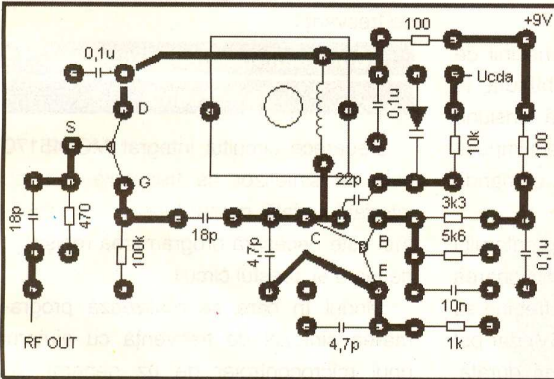 100
+9V
0,1u
Ucda
D
0,1u
10k
100
S
G
22p
18p
470
18p
4,7p
C
B
3k3
100k
B
5k6
E
0,1u
10n
RF OUT
4,7p
1k